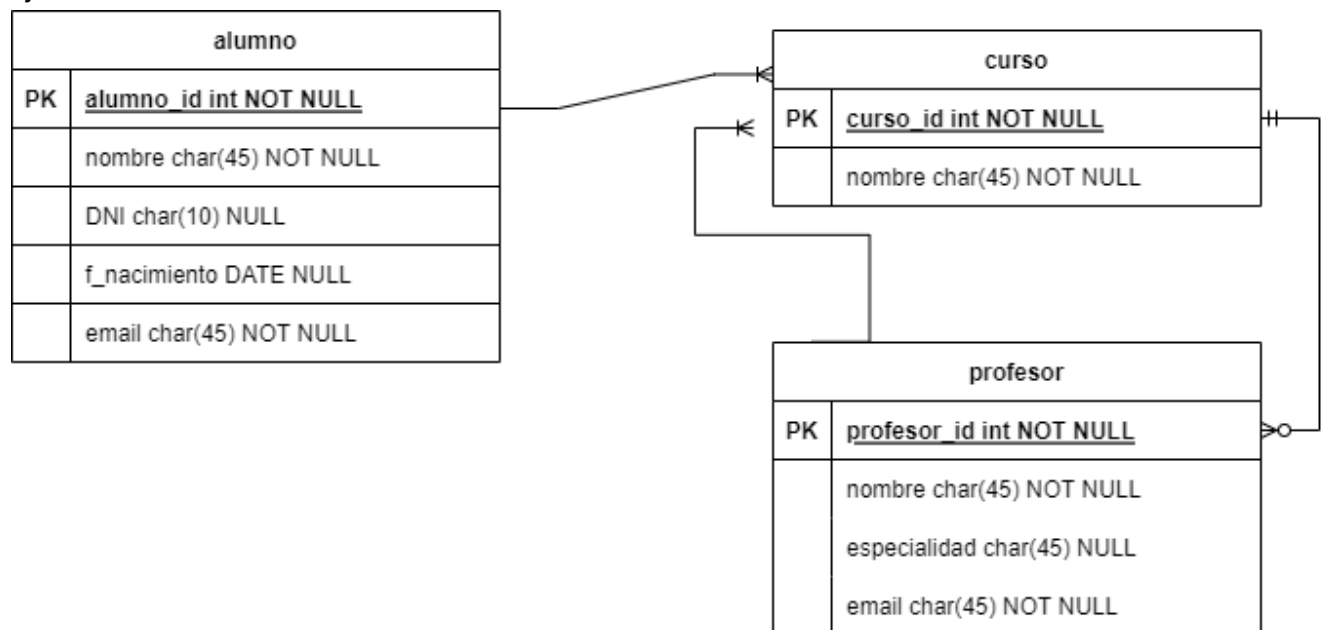 alumno
PK alumno_id int NOT NULL
nombre char(45) NOT NULL
DNI char(10) NULL
f_nacimiento DATE NULL
email char(45) NOT NULL
curso
PK curso_id int NOT NULL
nombre char(45) NOT NULL
profesor
PK profesor_id int NOT NULL
nombre char(45) NOT NULL
especialidad char(45) NULL
email char(45) NOT NULL